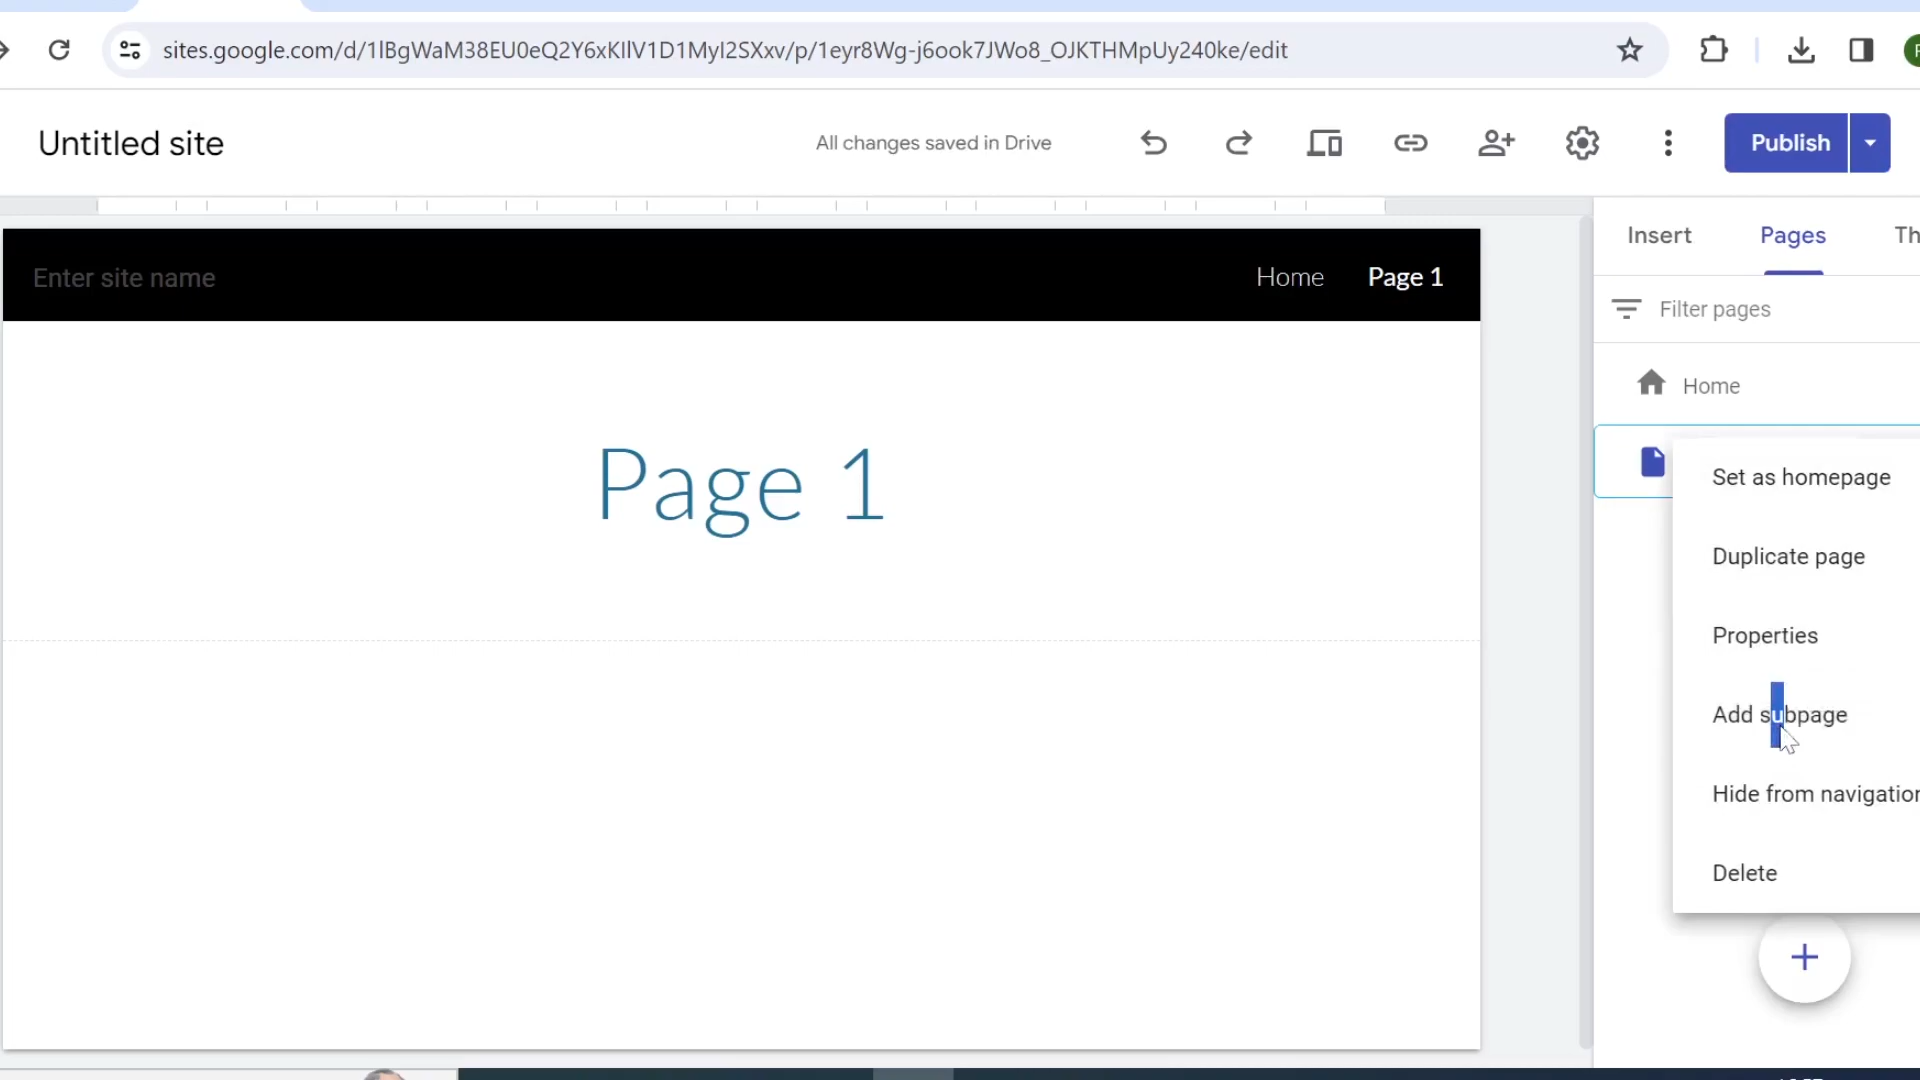 sites.google.com/d/1lBgWaM38EU0eQ2Y6xKIlV1D1MyI2SXxv/p/1eyr8Wg-j6ook7JWo8_OJKTHMpUy240ke/edit
Untitled site
All changes saved in Drive
Publish
Insert
Pages
Th
Enter site name
Home
Page 1
Filter pages
Home
Page 1
Set as homepage
Duplicate page
Properties
Add subpage
Hide from navigation
Delete